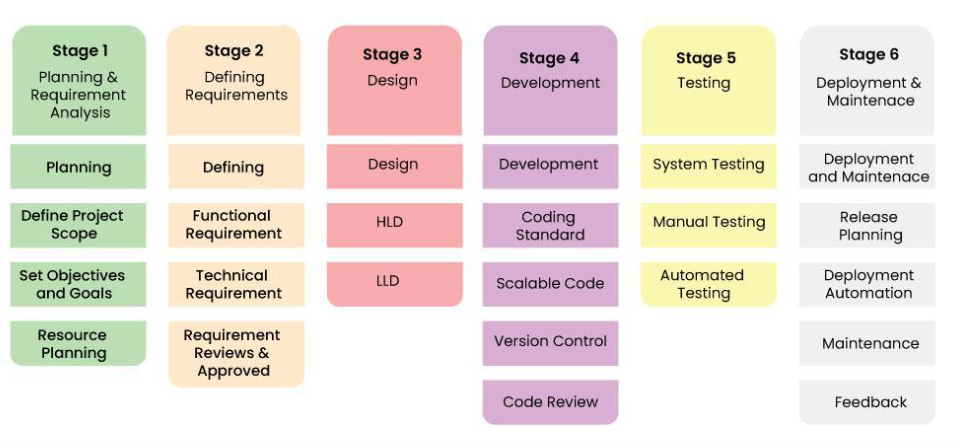 Stage 1
Planning &
Requirement
Analysis
Planning
Define Project
Scope
Set Objectives
and Goals
Resource
Planning
Stage 2
Defining
Requirements
Defining
Functional
Requirement
Technical
Requirement
Requirement
Reviews &
Approved
Stage 3
Design
Design
HLD
LLD
Stage 4
Development
Development
Coding
Standard
Scalable Code
Version Control
Code Review
Stage 5
Testing
System Testing
Manual Testing
Automated
Testing
Stage 6
Deployment &
Maintenace
Deployment
and Maintenace
Release
Planning
Deployment
Automation
Maintenance
Feedback